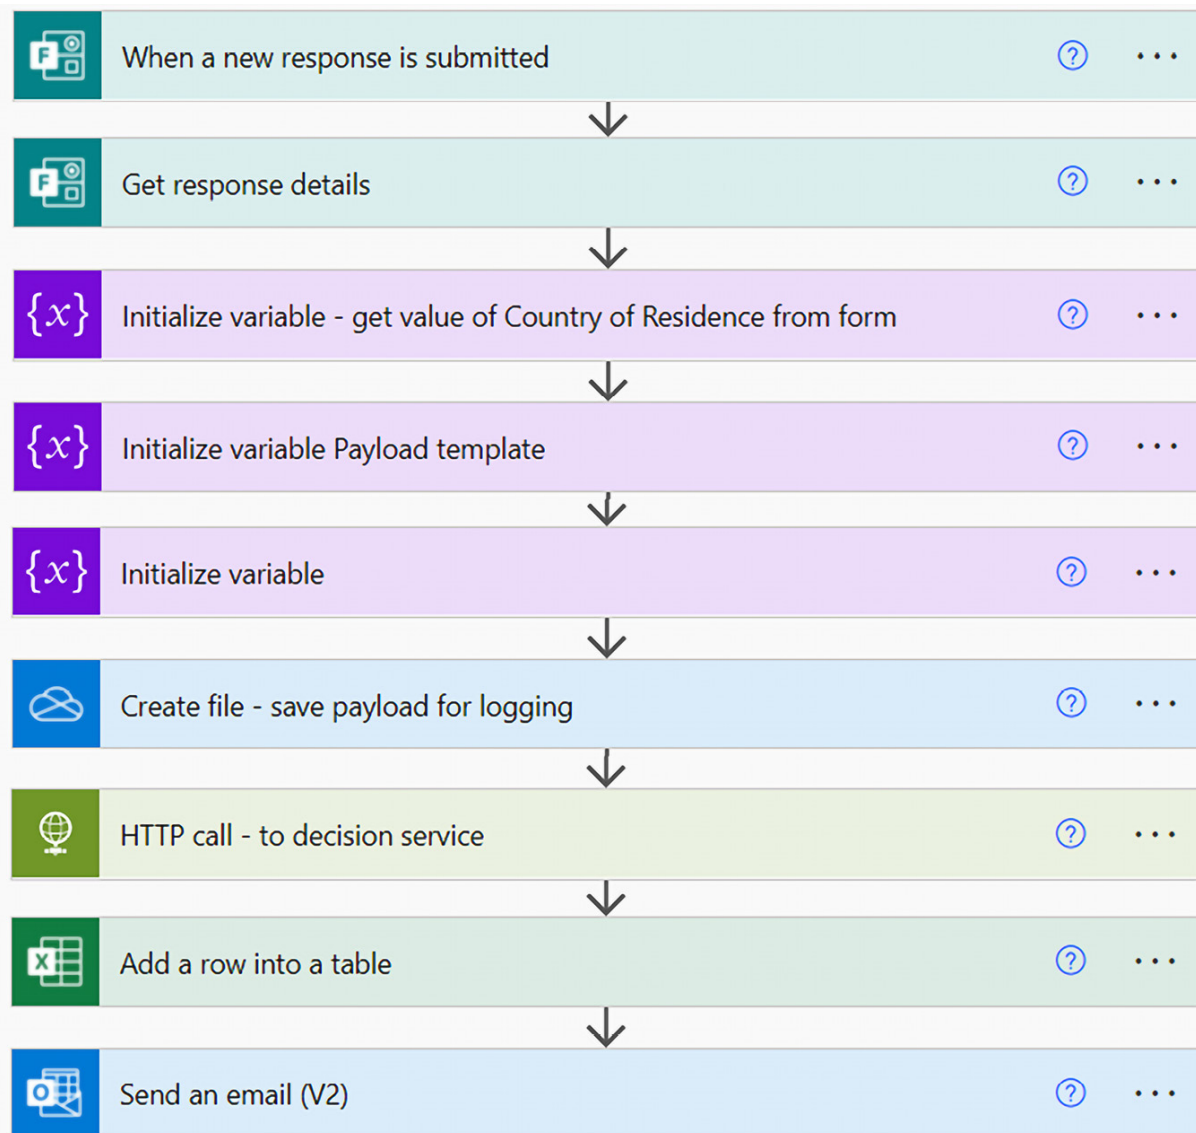 When a new response is submitted
Get response details
{x} Initialize variable - get value of Country of Residence from form
{x} Initialize variable Payload template
{x} Initialize variable
Create file - save payload for logging
HTTP call - to decision service
Add a row into a table
Send an email (V2)